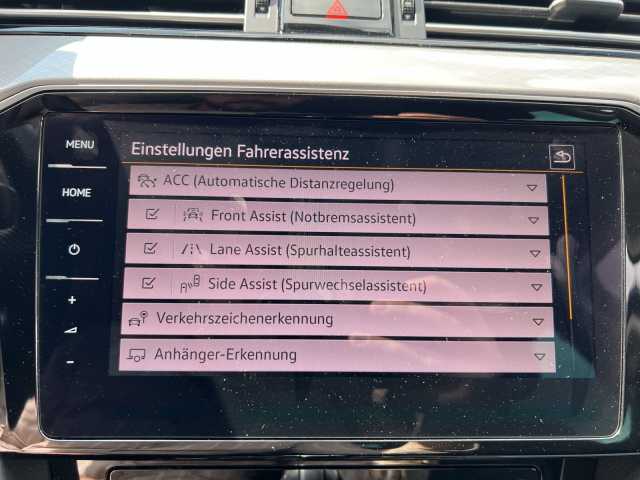 MENU
Einstellungen Fahrerassistenz
ACC (Automatische Distanzregelung)
HOME
Front Assist (Notbremsassistent)
Lane Assist (Spurhalteassistent)
Side Assist (Spurwechselassistent)
+
Verkehrszeichenerkennung
-
Anhänger-Erkennung